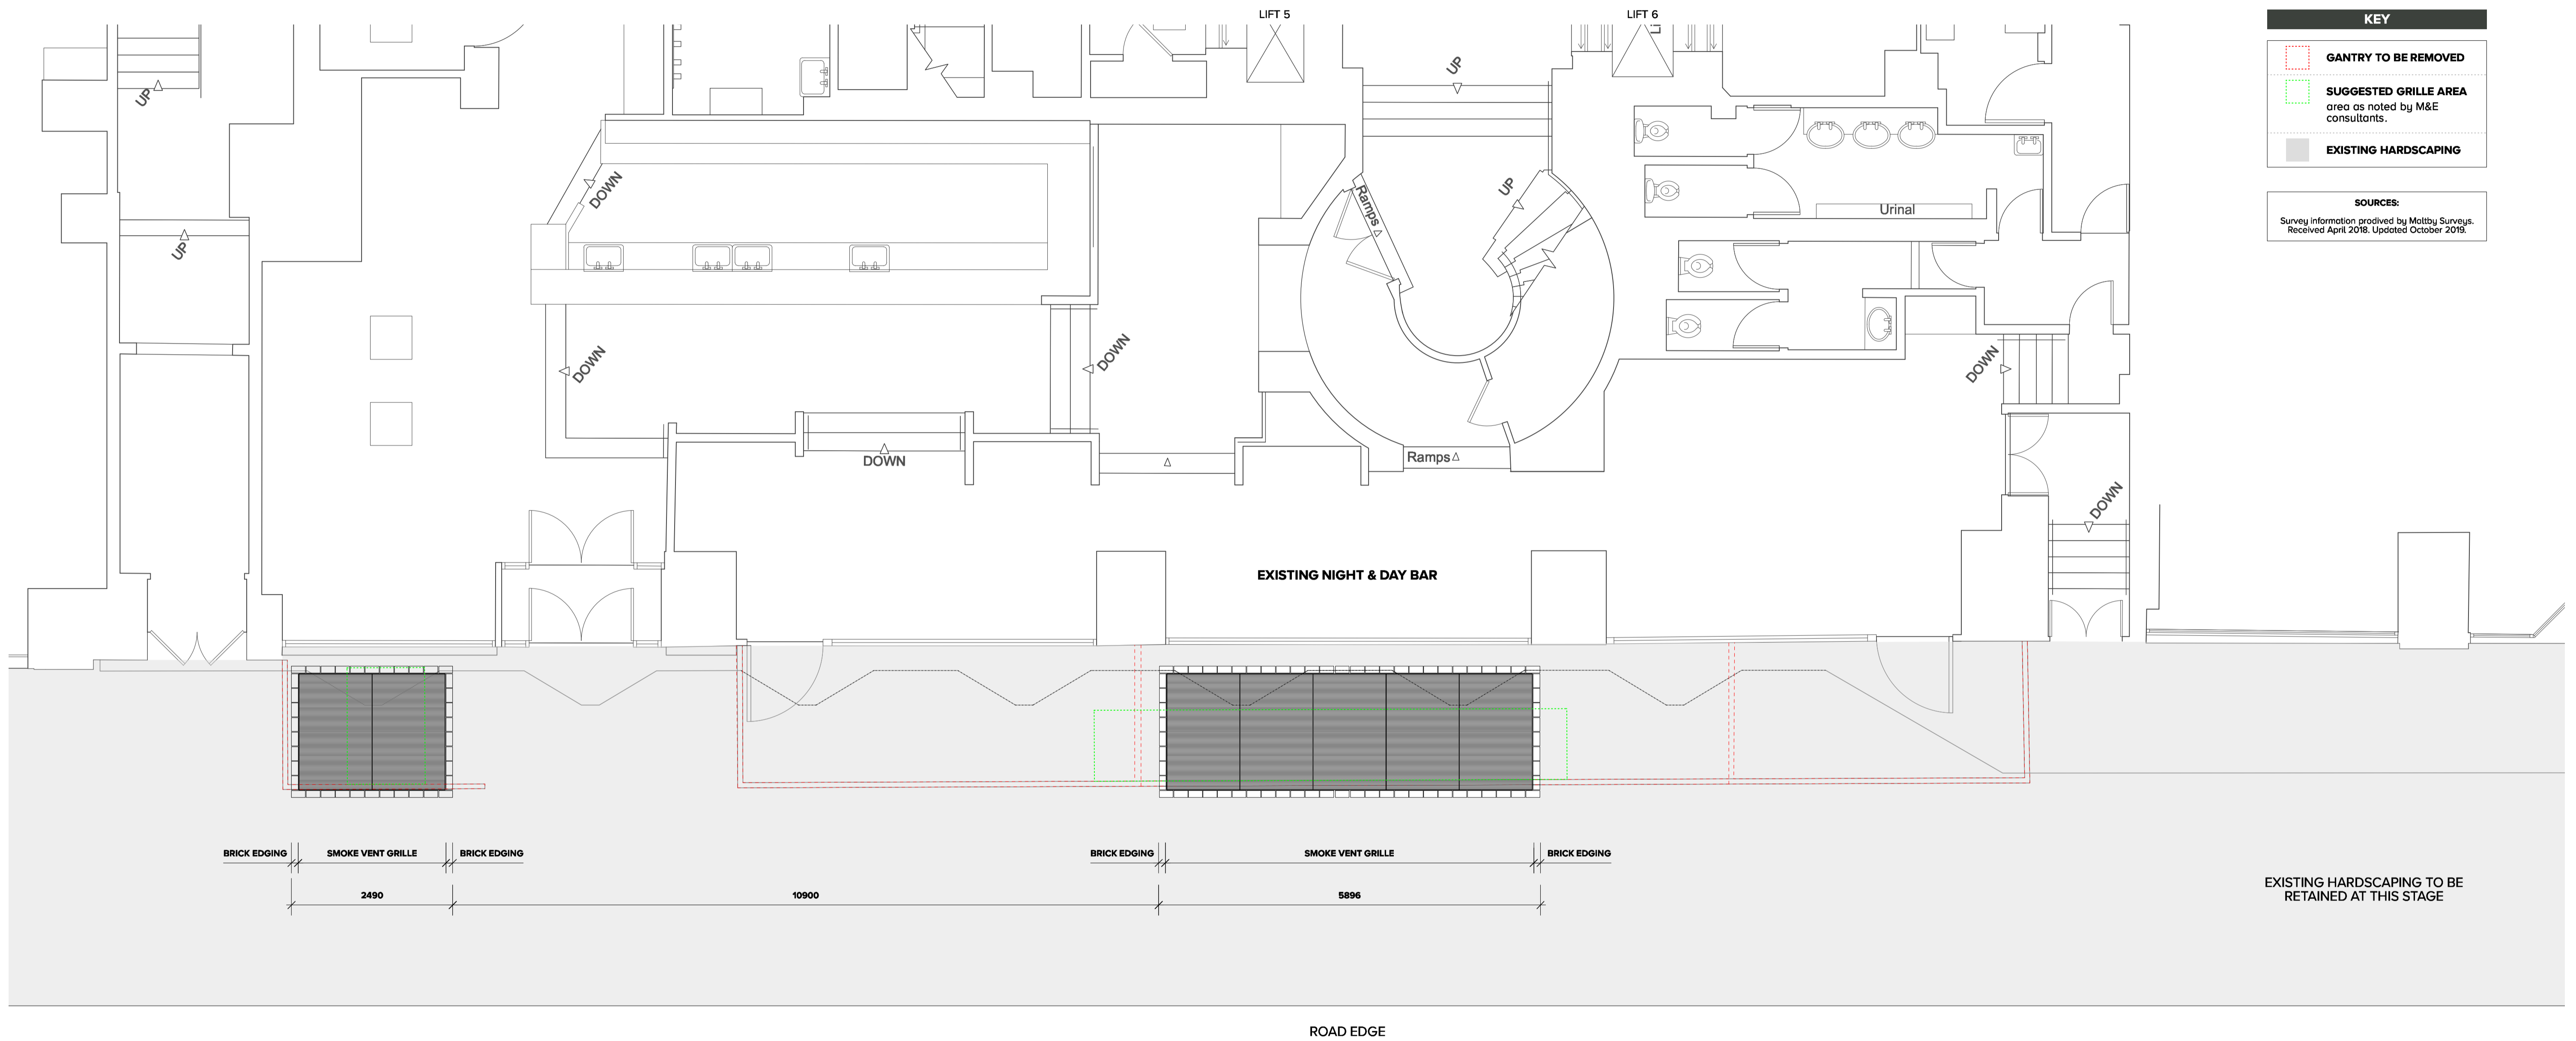 LIFT 5
LIFT 6
KEY
GANTRY TO BE REMOVED
SUGGESTED GRILLE AREA
area as noted by M&E
consultants.
EXISTING HARDSCAPING
SOURCES:
Survey information prodived by Maltby Surveys.
Received April 2018. Updated October 2019.
UP
UP
UP
DOWN
Ramps
UP
Urinal
UP
DOWN
DOWN
DOWN
DOWN
Ramps
DOWN
DOWN
EXISTING NIGHT & DAY BAR
BRICK EDGING
SMOKE VENT GRILLE
BRICK EDGING
BRICK EDGING
SMOKE VENT GRILLE
BRICK EDGING
2490
10900
5896
EXISTING HARDSCAPING TO BE
RETAINED AT THIS STAGE
ROAD EDGE